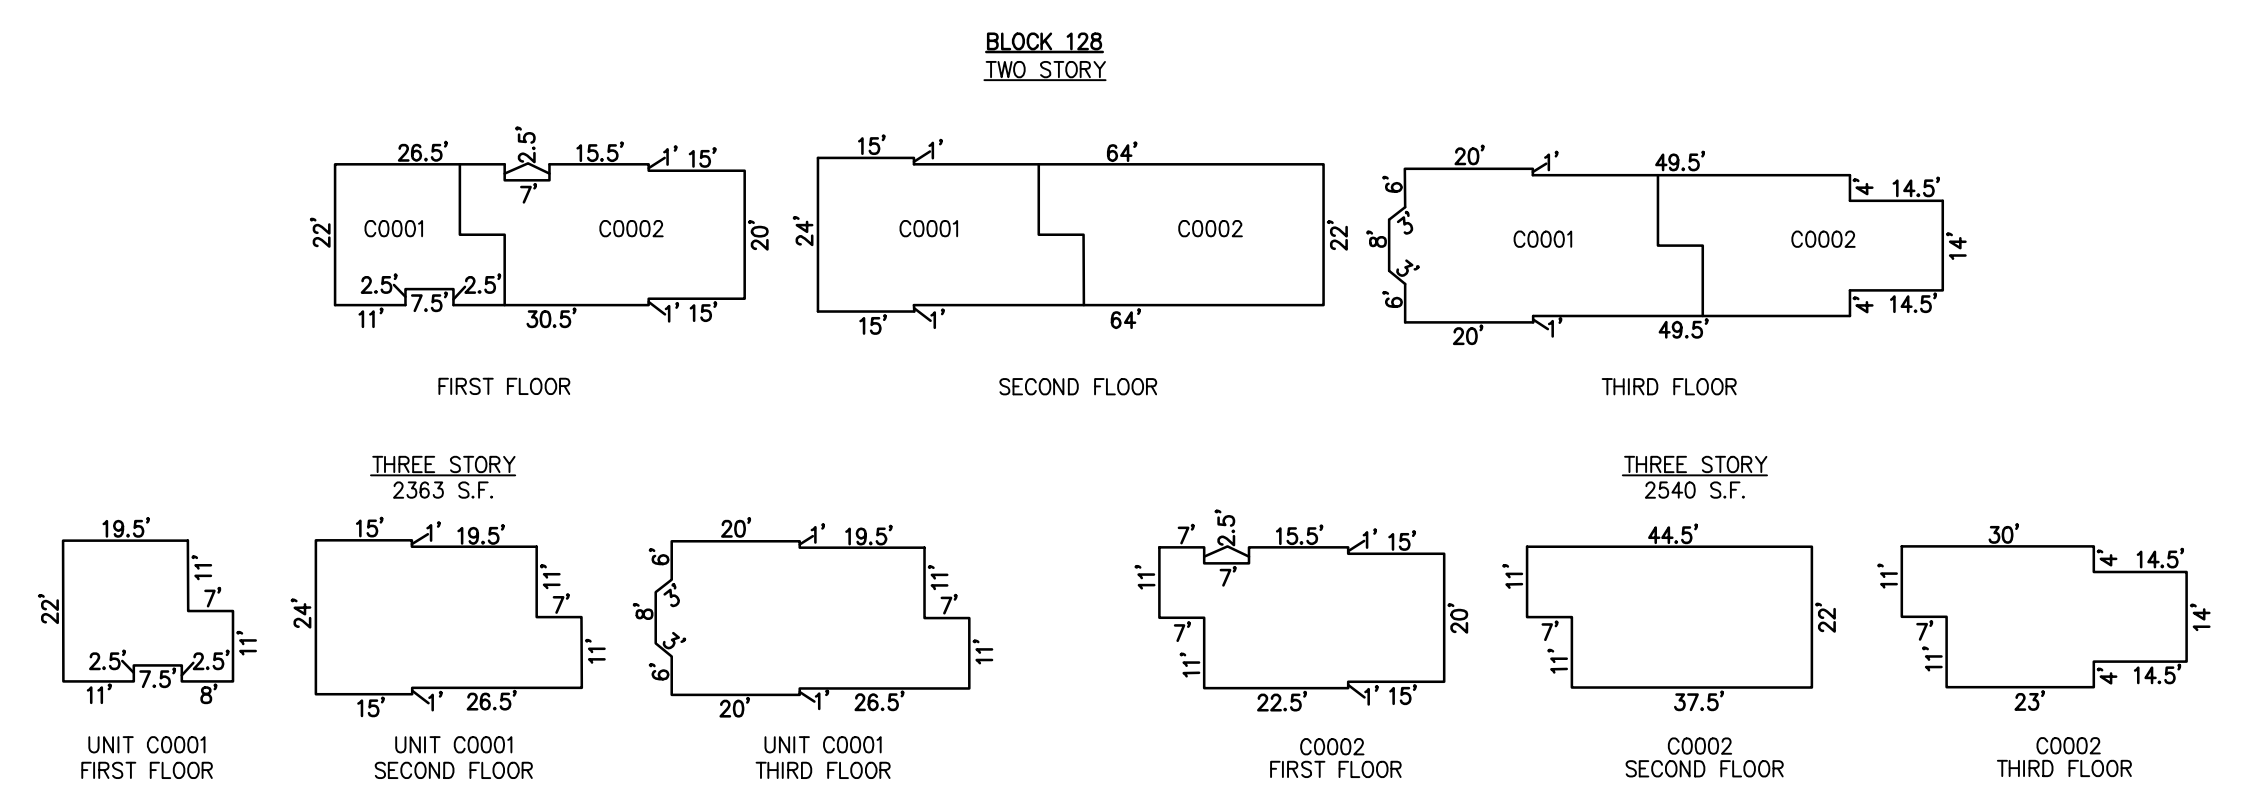 BLOCK 128
TWO STORY
26.5' 2.5' 15.5' 1' 15'
7'
22' C0001 C0002 20'
2.5' 7.5' 2.5'
11' 30.5' 1' 15'
FIRST FLOOR
15' 1' 64'
24' C0001 C0002 22'
15' 1' 64'
SECOND FLOOR
20' 1' 49.5'
6' 4' 14.5'
3'
8' C0001 C0002 14'
3'
6' 4' 14.5'
20' 1' 49.5'
THIRD FLOOR
THREE STORY
2363 S.F.
19.5'
11'
22' 7'
11'
2.5' 7.5' 2.5'
11' 8'
UNIT C0001
FIRST FLOOR
15' 1' 19.5'
11'
24' 7'
11'
15' 1' 26.5'
UNIT C0001
SECOND FLOOR
20' 1' 19.5'
6' 11'
3'
8' 7'
3' 11'
6'
20' 1' 26.5'
UNIT C0001
THIRD FLOOR
THREE STORY
2540 S.F.
7' 2.5' 15.5' 1' 15'
11' 7'
7' 20'
11'
22.5' 1' 15'
C0002
FIRST FLOOR
44.5'
11'
7' 22'
11'
37.5'
C0002
SECOND FLOOR
30'
11' 4' 14.5'
7' 14'
11' 4' 14.5'
23'
C0002
THIRD FLOOR